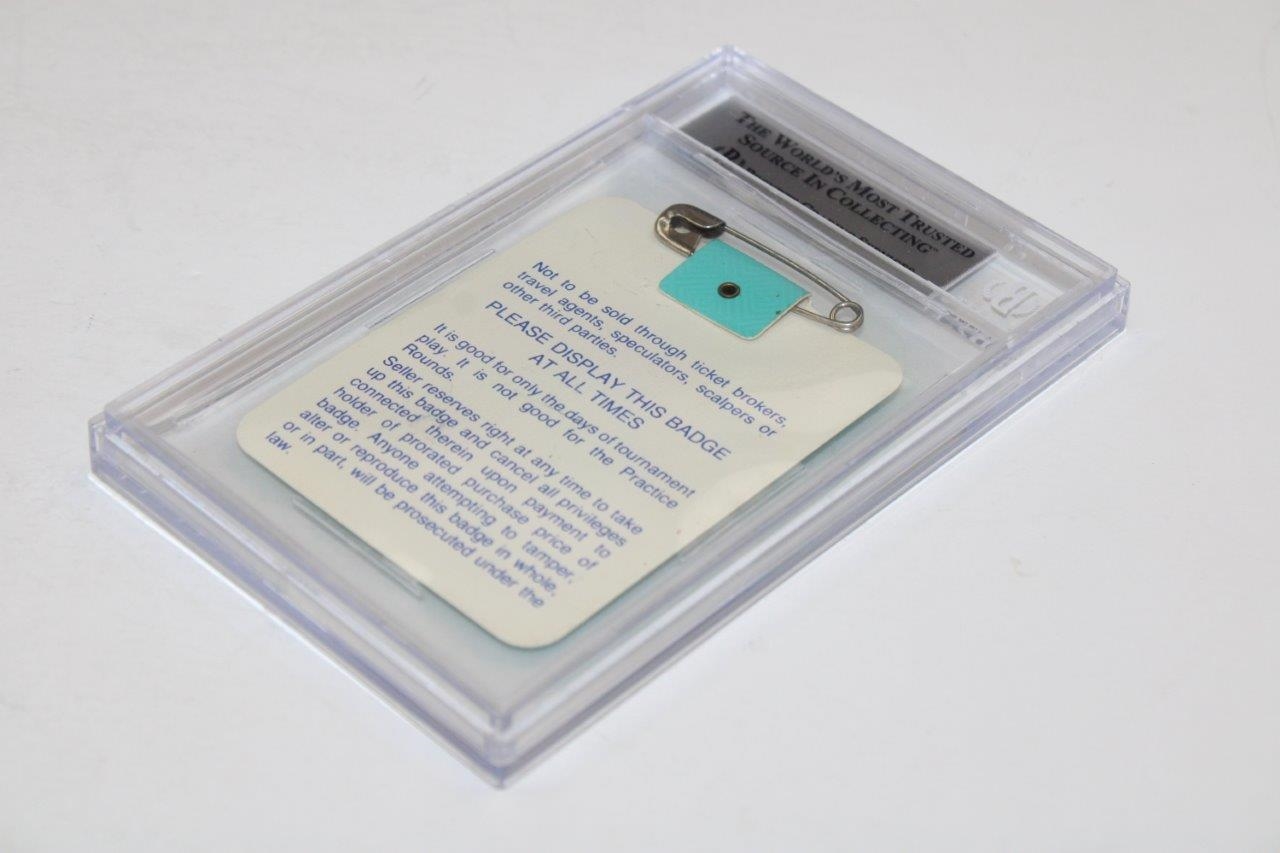 THE WORLD'S MOST TRUSTED
SOURCE IN COLLECTING™
Not to be sold through ticket brokers,
travel agents, speculators, scalpers or
other third parties.
PLEASE DISPLAY THIS BADGE
AT ALL TIMES
It is good for only the days of tournament
play. It is not good for the Practice
Rounds.
Seller reserves right at any time to take
up this badge and cancel all privileges
connected therein upon payment to
holder of prorated purchase price of
badge. Anyone attempting to tamper,
alter or reproduce this badge in whole,
or in part, will be prosecuted under the
law.